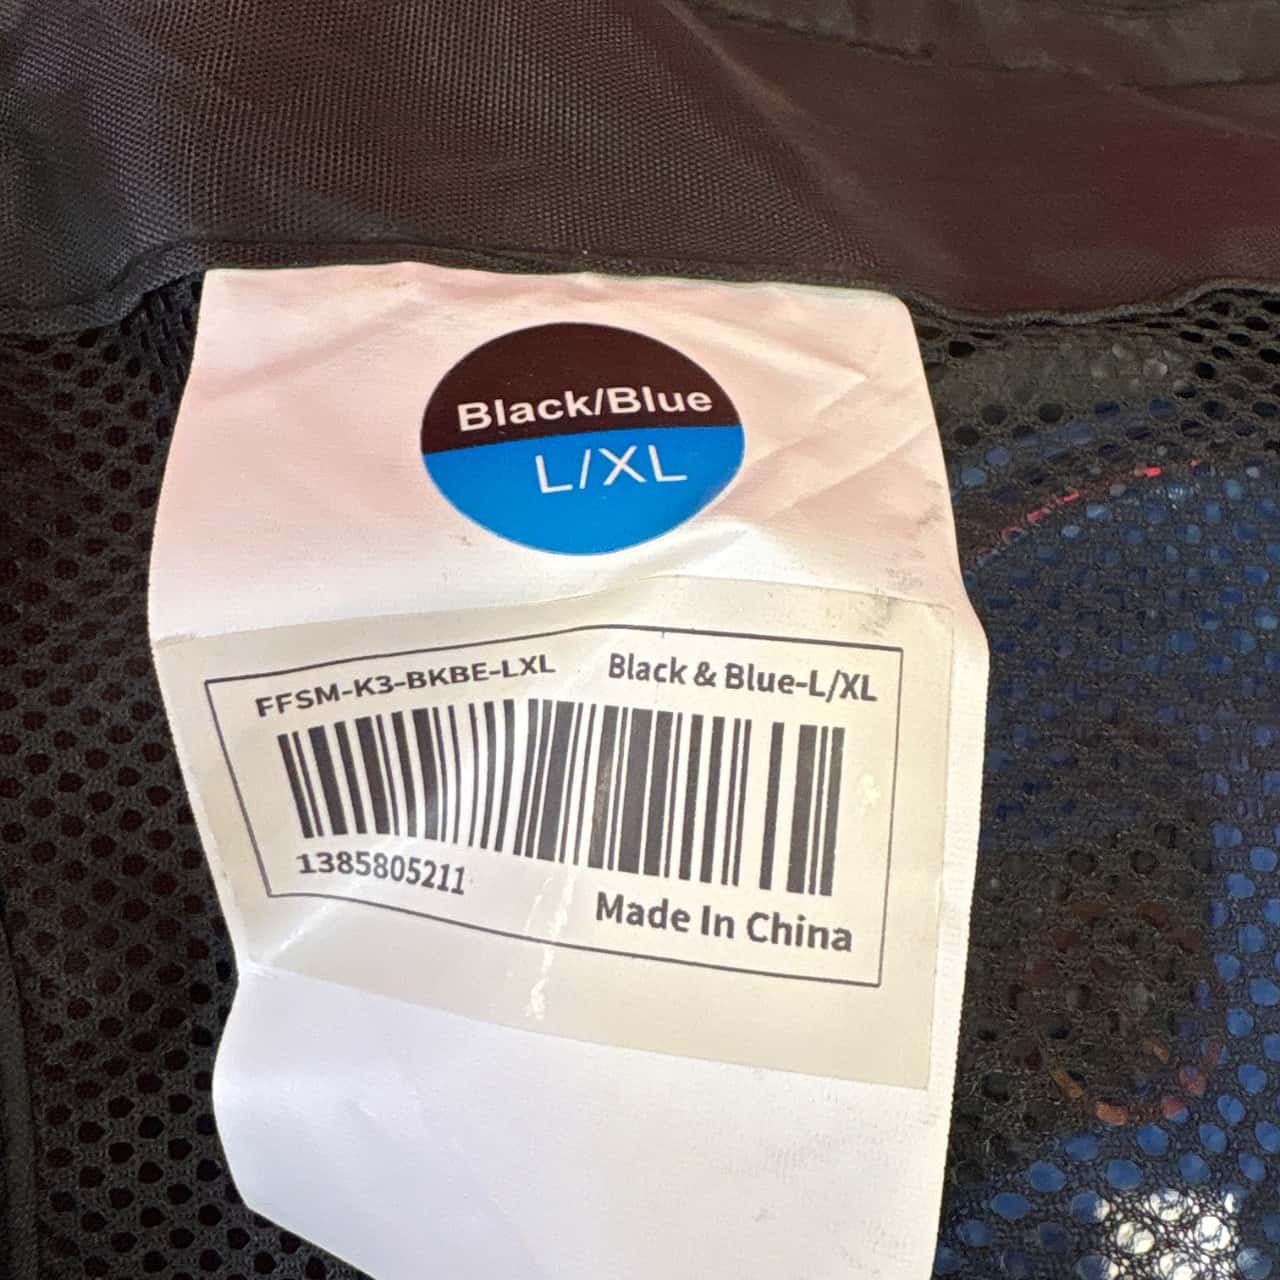 Black/Blue
L/XL
FFSM-K3-BKBE-LXL Black & Blue-L/XL
1385805211
Made In China